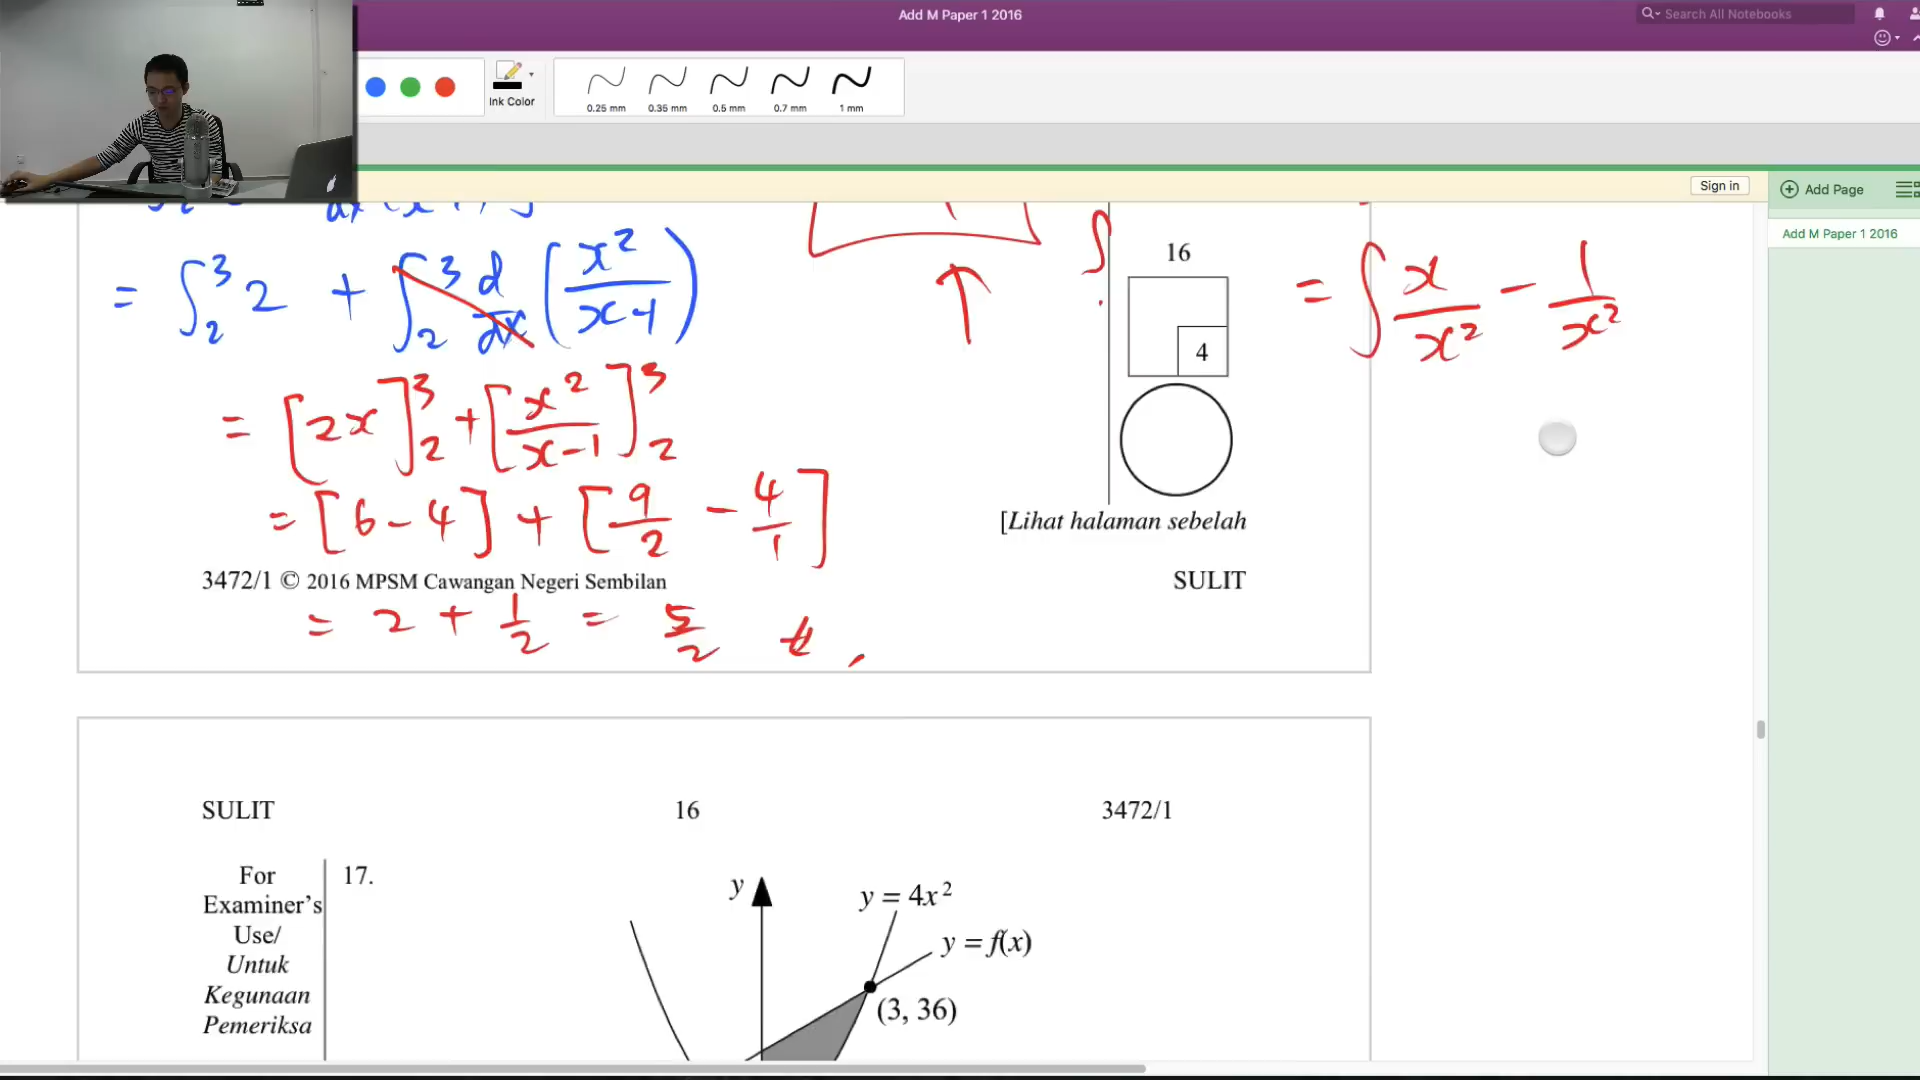 Add M Paper 1 2016
Search All Notebooks
Ink Color
0.25 mm
0.35 mm
0.5 mm
0.7 mm
1 mm
Sign in
Add Page
Add M Paper 1 2016
= ∫₂³ 2 + ∫₂³ d/dx (x²/(x-1))
= [2x]₂³ + [x²/(x-1)]₂³
= [6 - 4] + [9/2 - 4/1]
= 2 + 1/2 = 5/2
∫
16
4
= ∫ x/x² - 1/x²
[Lihat halaman sebelah
3472/1 © 2016 MPSM Cawangan Negeri Sembilan
SULIT
SULIT
16
3472/1
For
Examiner's
Use/
Untuk
Kegunaan
Pemeriksa
17.
y
y = 4x²
y = f(x)
(3, 36)